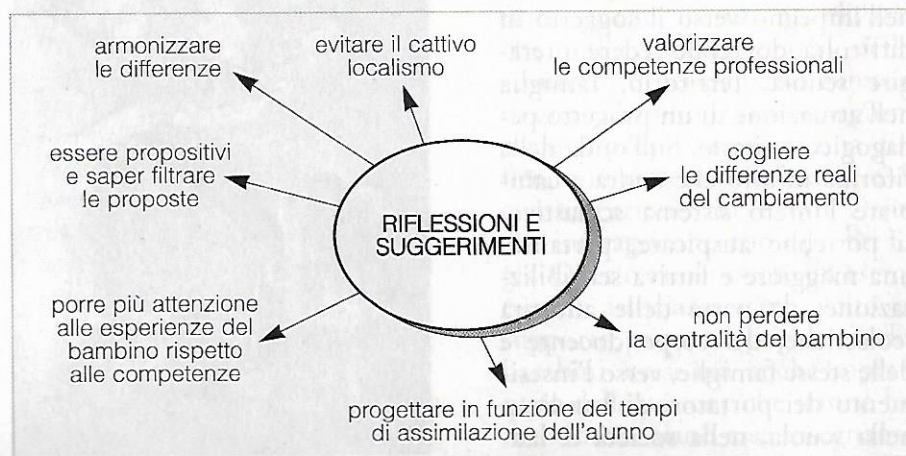 armonizzare
le differenze
evitare il cattivo
localismo
valorizzare
le competenze professionali
essere propositivi
e saper filtrare
le proposte
cogliere
le differenze reali
del cambiamento
RIFLESSIONI E
SUGGERIMENTI
porre più attenzione
alle esperienze del
bambino rispetto
alle competenze
non perdere
la centralità del bambino
progettare in funzione dei tempi
di assimilazione dell'alunno